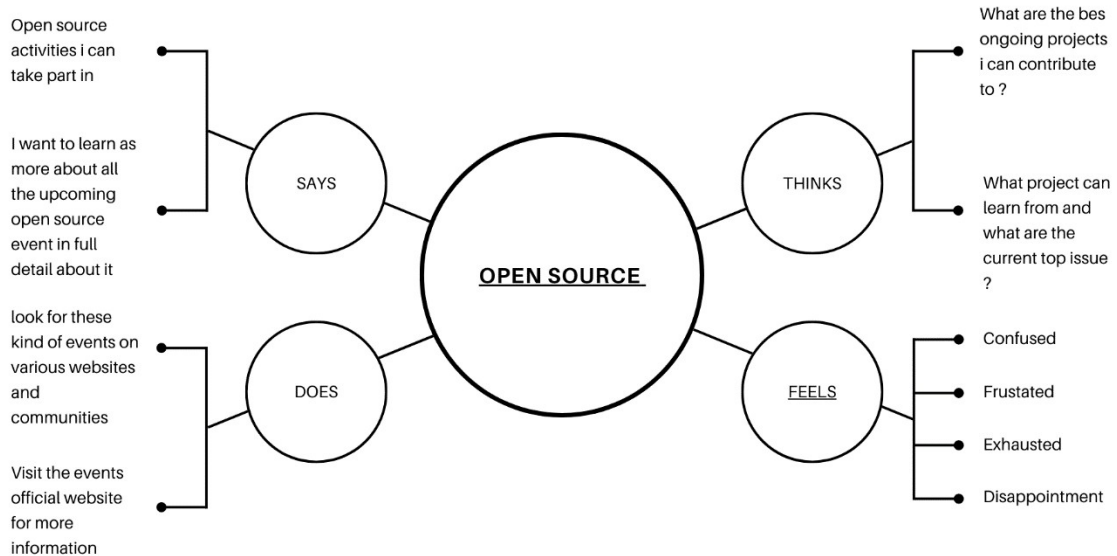 Open source
activities i can
take part in
I want to learn as
more about all
the upcoming
open source
event in full
detail about it
SAYS
look for these
kind of events on
various websites
and
communities
Visit the events
official website
for more
information
DOES
OPEN SOURCE
THINKS
What are the bes
ongoing projects
i can contribute
to ?
What project can
learn from and
what are the
current top issue
?
FEELS
Confused
Frustated
Exhausted
Disappointment